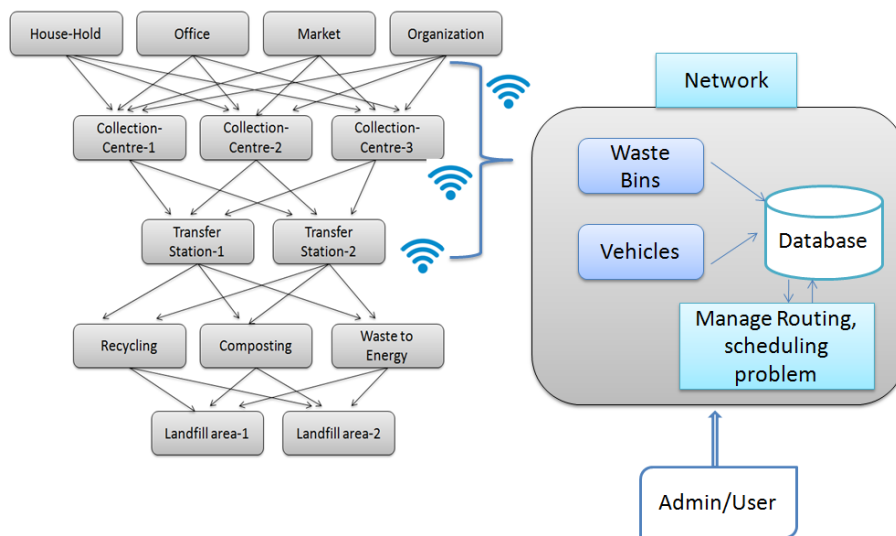 House-Hold
Office
Market
Organization
Collection-
Centre-1
Collection-
Centre-2
Collection-
Centre-3
Transfer
Station-1
Transfer
Station-2
Recycling
Composting
Waste to
Energy
Landfill area-1
Landfill area-2
Network
Waste
Bins
Vehicles
Database
Manage Routing,
scheduling
problem
Admin/User